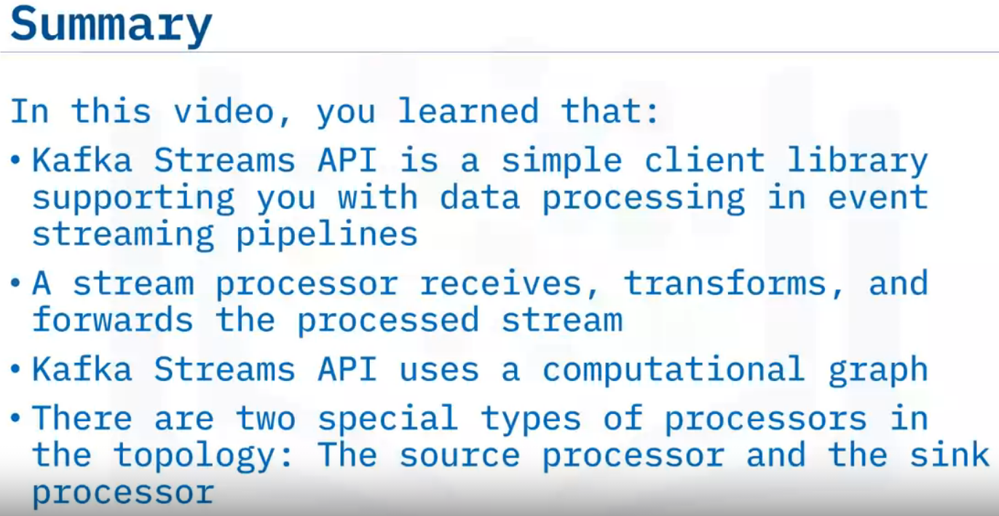 Summary
In this video, you learned that:
• Kafka Streams API is a simple client library
supporting you with data processing in event
streaming pipelines
• A stream processor receives, transforms, and
forwards the processed stream
• Kafka Streams API uses a computational graph
• There are two special types of processors in
the topology: The source processor and the sink
processor